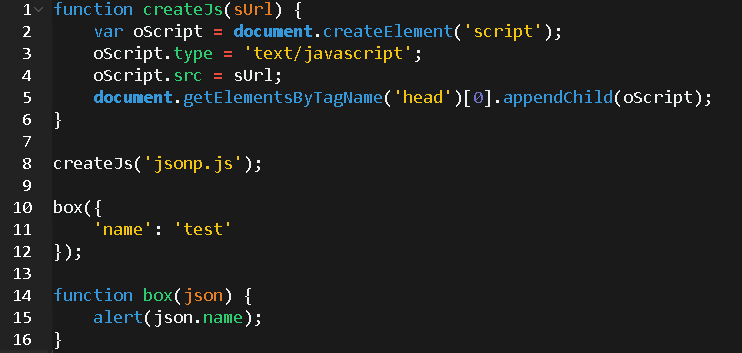 1 function createJs(sUrl) {
2     var oScript = document.createElement('script');
3     oScript.type = 'text/javascript';
4     oScript.src = sUrl;
5     document.getElementsByTagName('head')[0].appendChild(oScript);
6 }
7
8 createJs('jsonp.js');
9
10 box({
11     'name': 'test'
12 });
13
14 function box(json) {
15     alert(json.name);
16 }